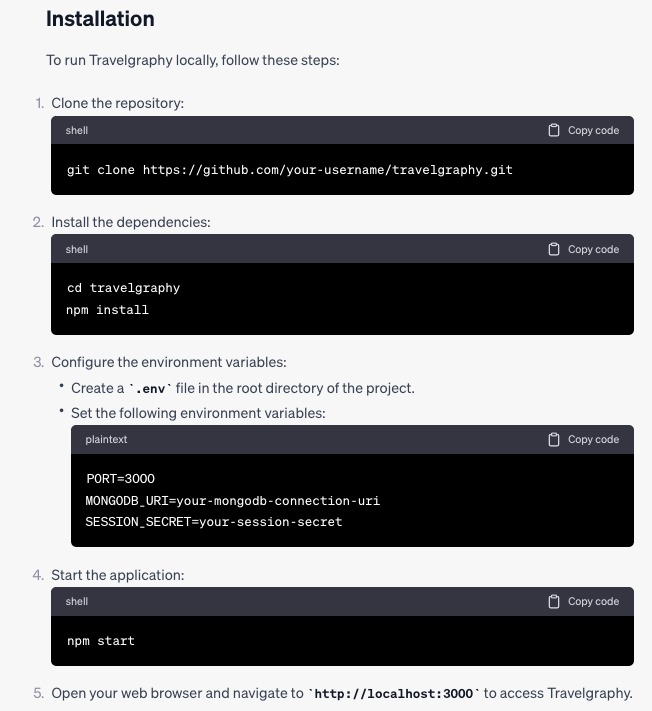 Installation
To run Travelgraphy locally, follow these steps:
1. Clone the repository:
shell Copy code
git clone https://github.com/your-username/travelgraphy.git
2. Install the dependencies:
shell Copy code
cd travelgraphy
npm install
3. Configure the environment variables:
• Create a `.env` file in the root directory of the project.
• Set the following environment variables:
plaintext Copy code
PORT=3000
MONGODB_URI=your-mongodb-connection-uri
SESSION_SECRET=your-session-secret
4. Start the application:
shell Copy code
npm start
5. Open your web browser and navigate to `http://localhost:3000` to access Travelgraphy.